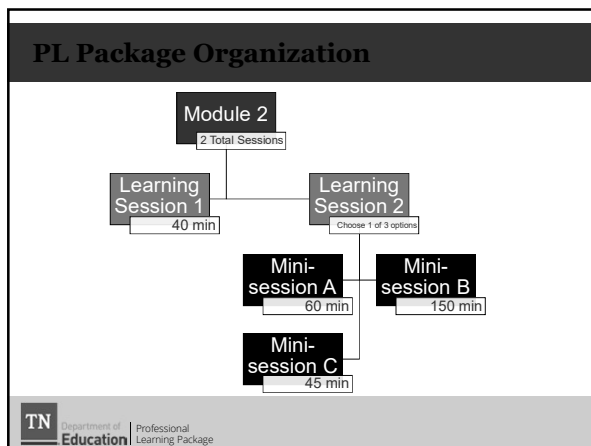 PL Package Organization
Module 2
2 Total Sessions
Learning
Session 1
40 min
Learning
Session 2
Choose 1 of 3 options
Mini-
session A
60 min
Mini-
session B
150 min
Mini-
session C
45 min
TN
Department of
Education
Professional
Learning Package